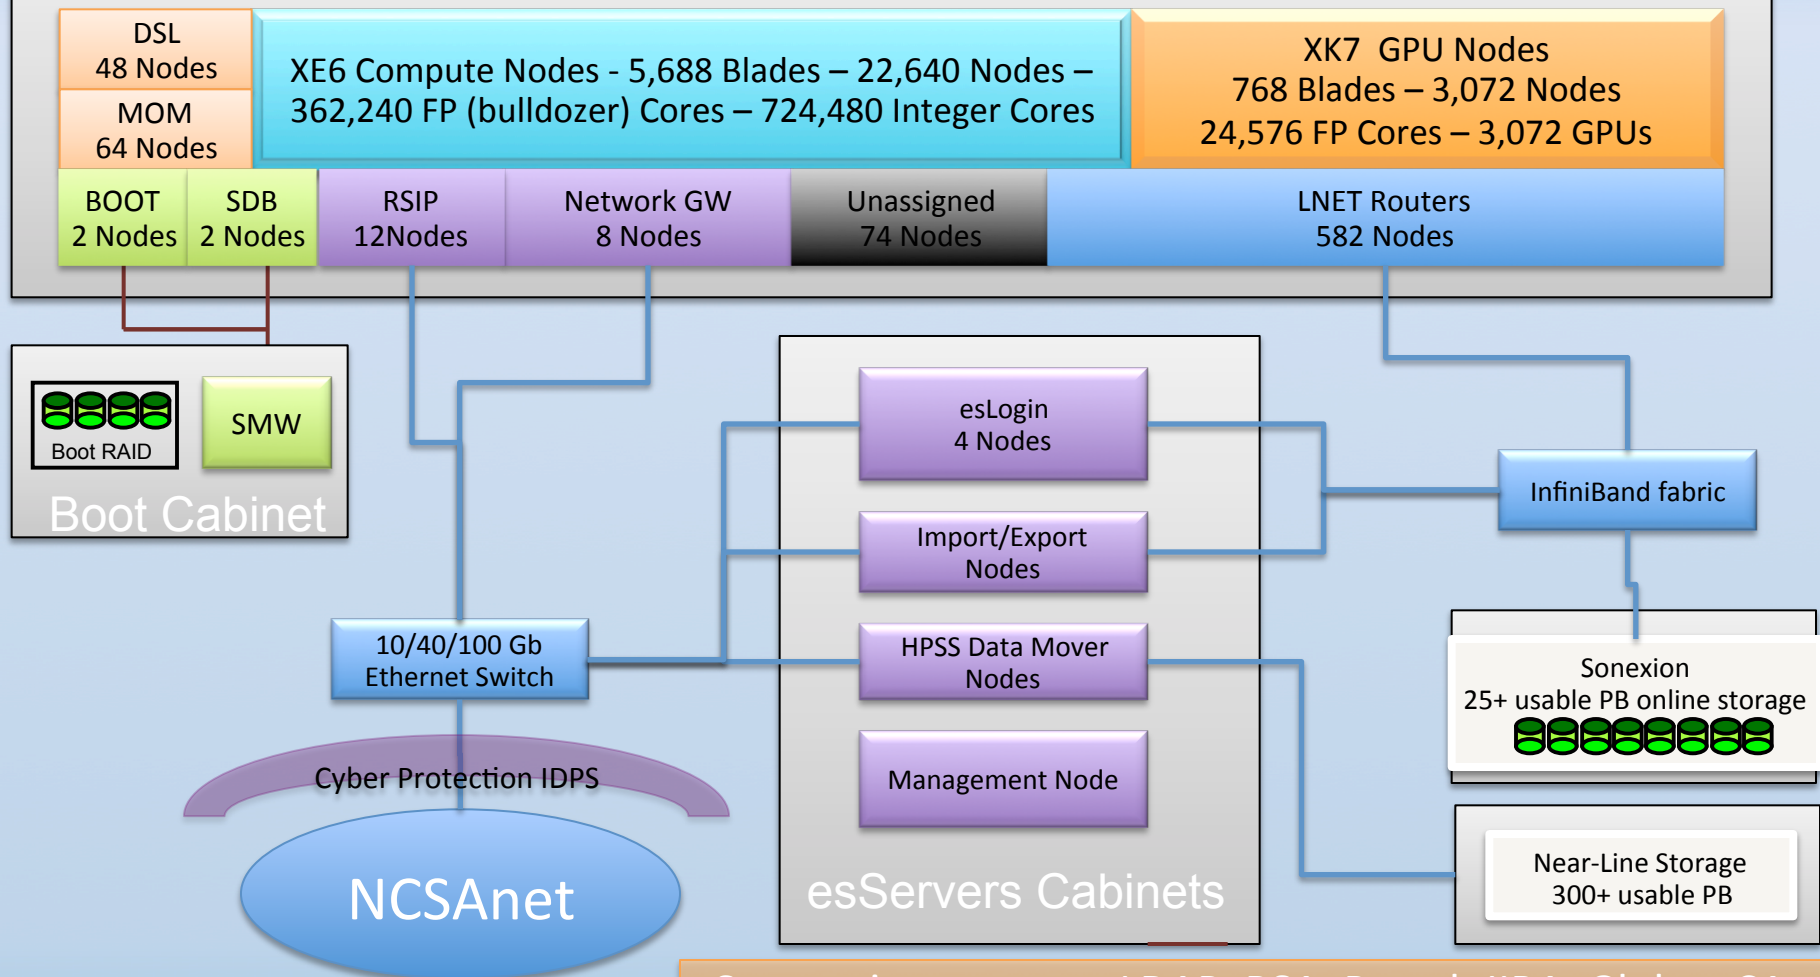 DSL
48 Nodes
MOM
64 Nodes
XE6 Compute Nodes - 5,688 Blades – 22,640 Nodes –
362,240 FP (bulldozer) Cores – 724,480 Integer Cores
XK7 GPU Nodes
768 Blades – 3,072 Nodes
24,576 FP Cores – 3,072 GPUs
BOOT
2 Nodes
SDB
2 Nodes
RSIP
12Nodes
Network GW
8 Nodes
Unassigned
74 Nodes
LNET Routers
582 Nodes
Boot RAID
SMW
Boot Cabinet
esLogin
4 Nodes
Import/Export
Nodes
HPSS Data Mover
Nodes
Management Node
esServers Cabinets
InfiniBand fabric
10/40/100 Gb
Ethernet Switch
Cyber Protection IDPS
NCSAnet
Sonexion
25+ usable PB online storage
Near-Line Storage
300+ usable PB